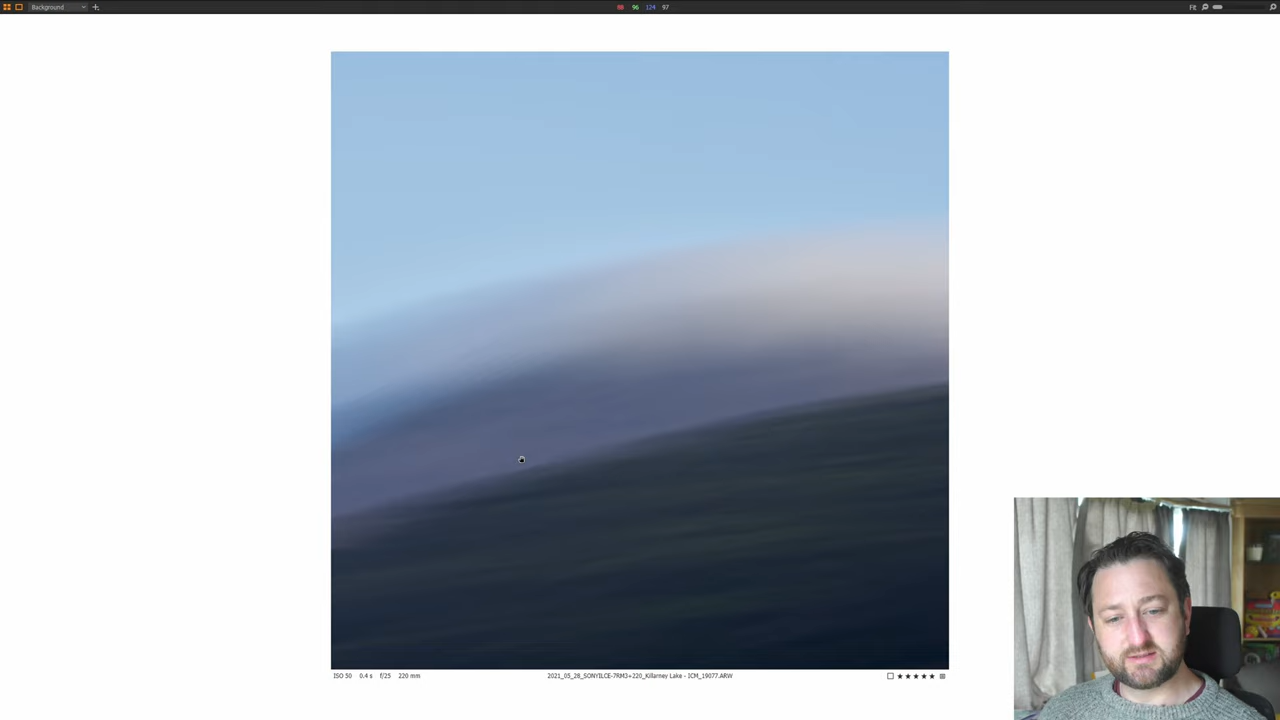 Background
96 124 97
Fit
ISO 50 0.4 s f/25 220 mm
2021_05_28_SONYILCE-7RM3+220_Killarney Lake - ICM_19077.ARW